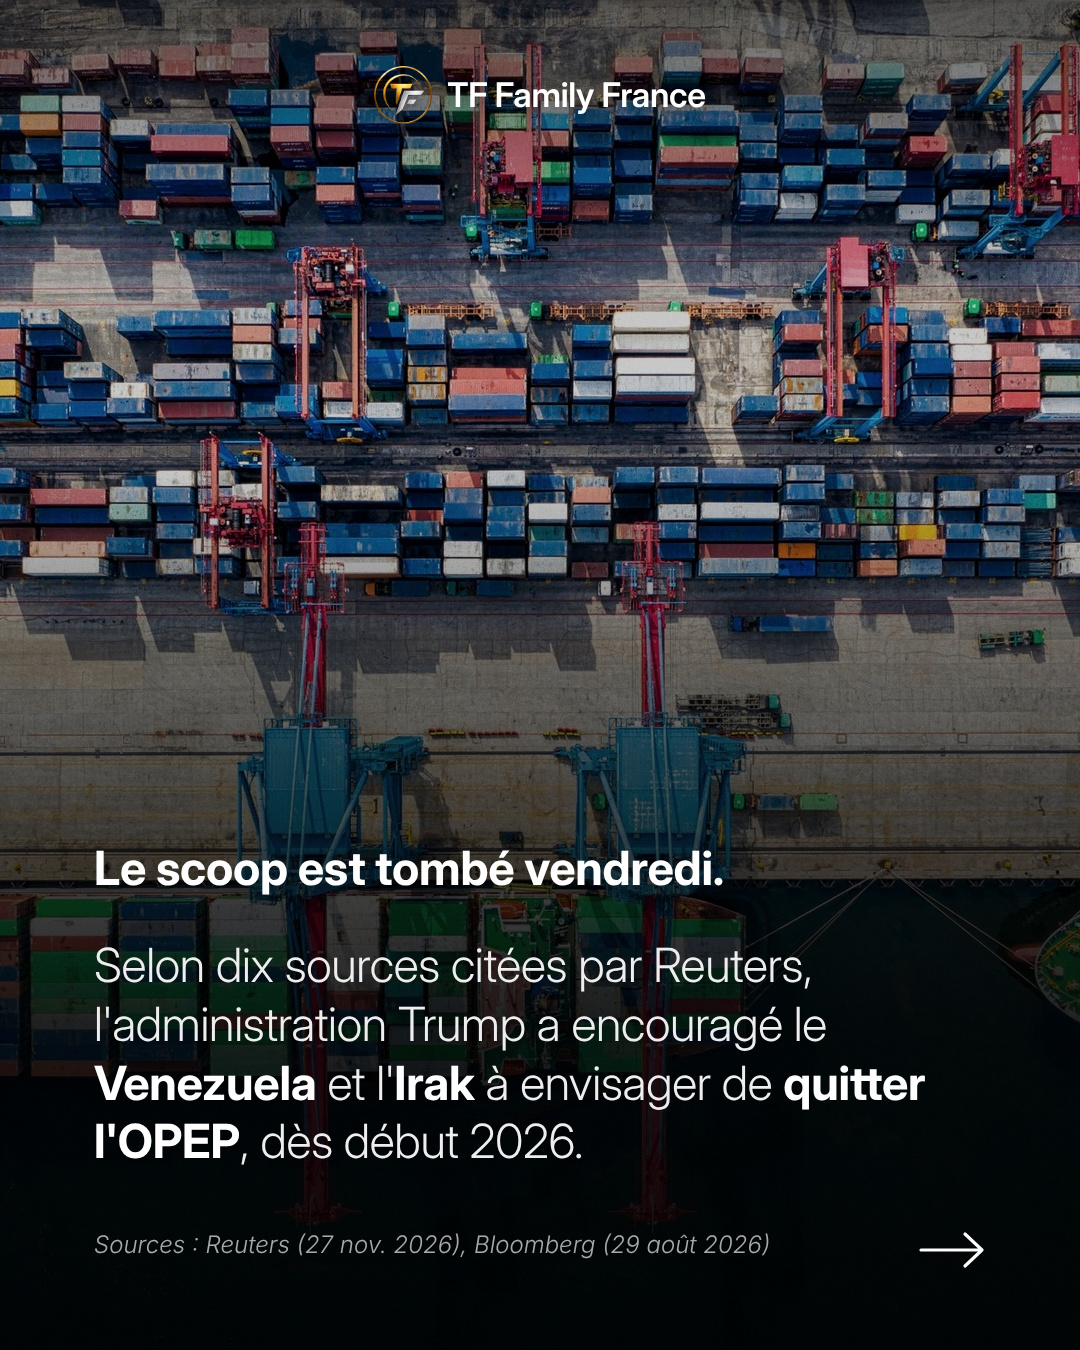 TF Family France
Le scoop est tombé vendredi.
Selon dix sources citées par Reuters,
l'administration Trump a encouragé le
Venezuela et l'Irak à envisager de quitter
l'OPEP, dès début 2026.
Sources : Reuters (27 nov. 2026), Bloomberg (29 août 2026)